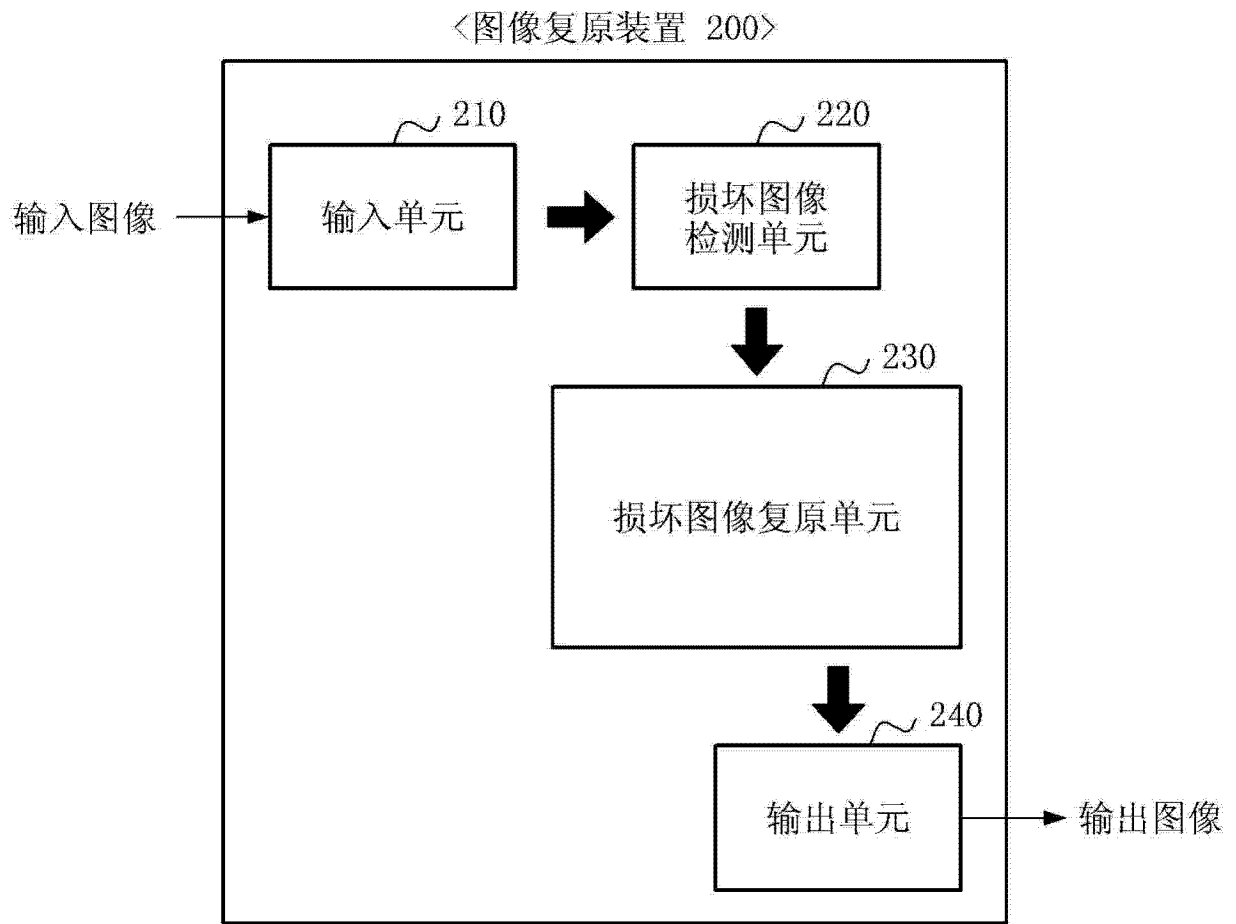 <图像复原装置 200>
210
220
输入图像
输入单元
损坏图像
检测单元
230
损坏图像复原单元
240
输出单元
输出图像